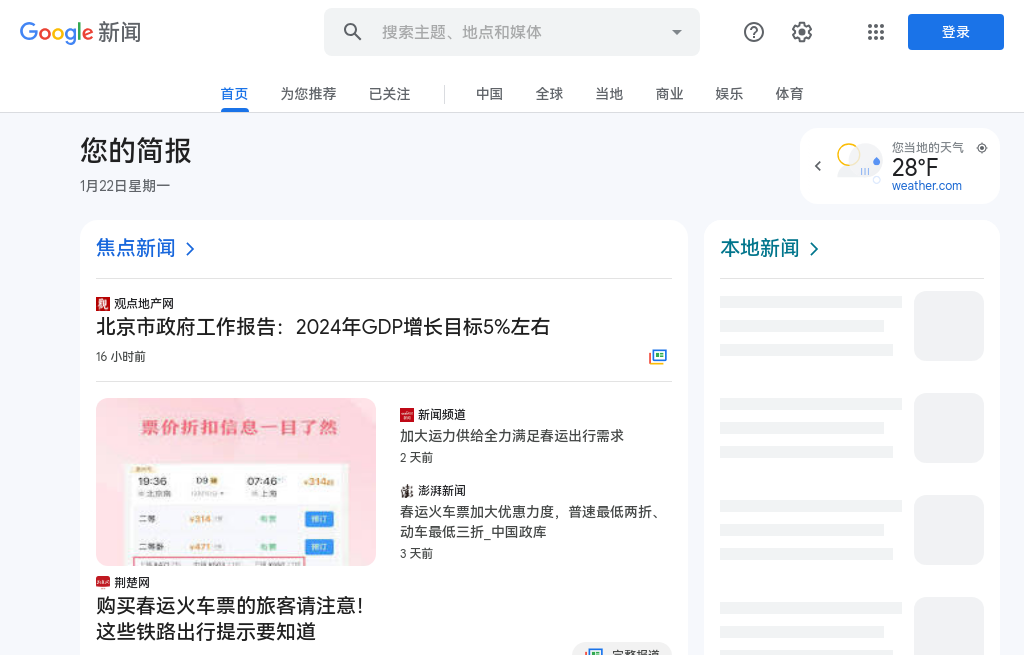 Google 新闻
搜索主题、地点和媒体
登录
首页
为您推荐
已关注
中国
全球
当地
商业
娱乐
体育
您的简报
1月22日星期一
您当地的天气
28°F
weather.com
焦点新闻
本地新闻
观点地产网
北京市政府工作报告：2024年GDP增长目标5%左右
16 小时前
票价折扣信息一目了然
19:36
D9
07:46
¥314起
北京南
上海
二等
¥314
有票
预订
二等卧
¥471
有票
预订
新闻频道
加大运力供给全力满足春运出行需求
2 天前
澎湃新闻
春运火车票加大优惠力度，普速最低两折、
动车最低三折_中国政库
3 天前
荆楚网
购买春运火车票的旅客请注意！
这些铁路出行提示要知道
完整报道